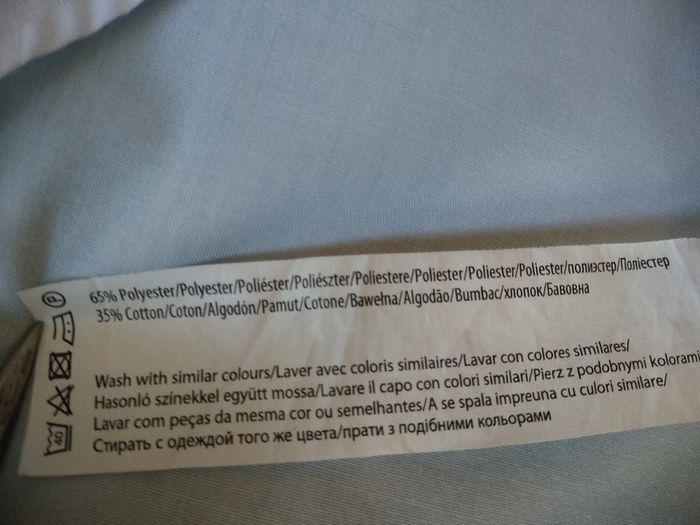 65% Polyester/Polyester/Poliéster/Poliészter/Poliestere/Poliester/Poliester/Poliester/полиэстер/Поліестер
35% Cotton/Coton/Algodón/Pamut/Cotone/Bawełna/Algodão/Bumbac/хлопок/Бавовна
Wash with similar colours/Laver avec coloris similaires/Lavar con colores similares/
Hasonló színekkel együtt mossa/Lavare il capo con colori similari/Pierz z podobnymi kolorami
Lavar com peças da mesma cor ou semelhantes/A se spala impreuna cu culori similare/
Стирать с одеждой того же цвета/прати з подібними кольорами
40